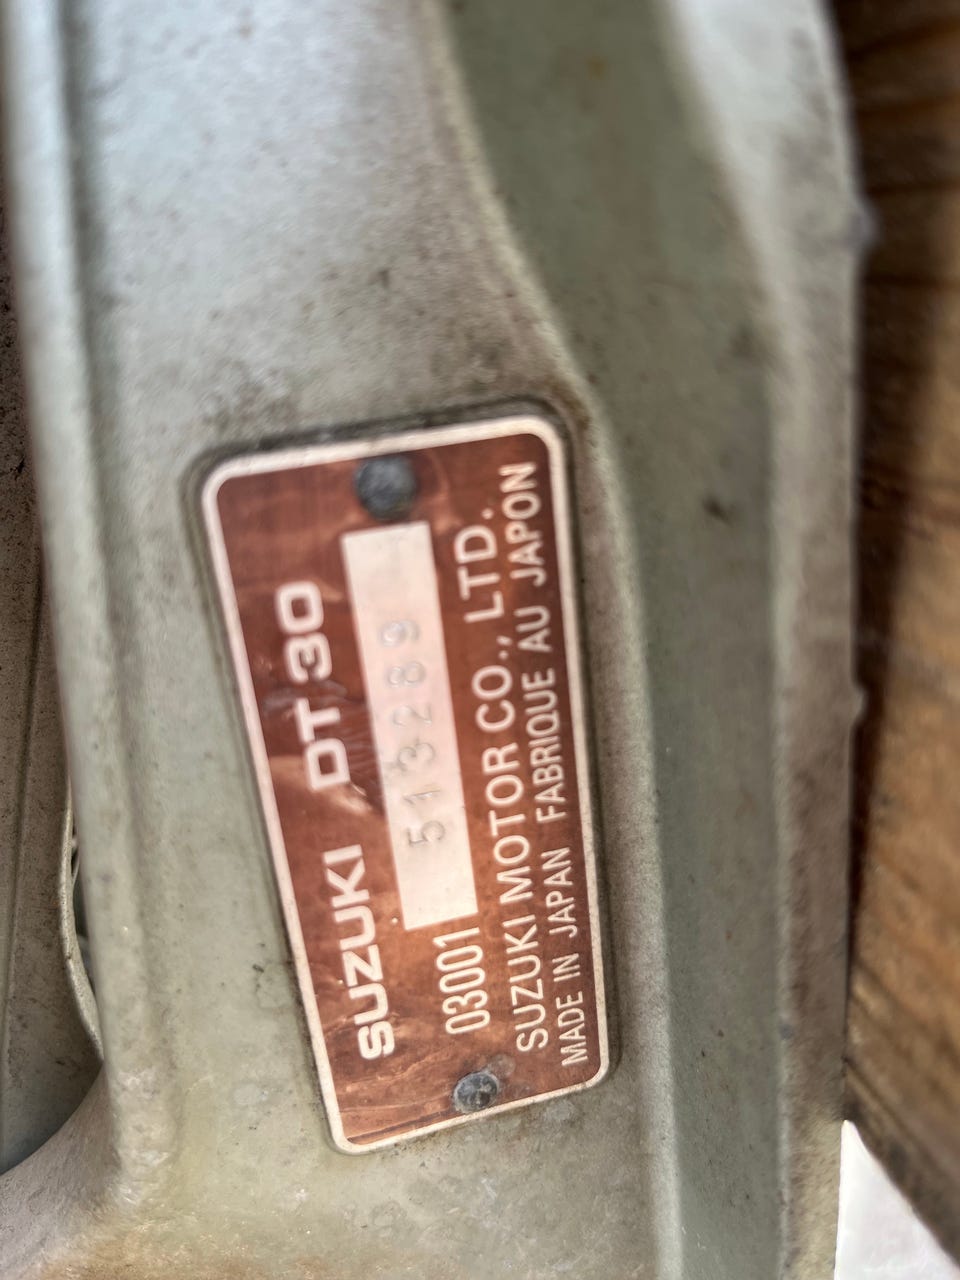 SUZUKI DT30
513289
03001
SUZUKI MOTOR CO., LTD.
MADE IN JAPAN FABRIQUE AU JAPON